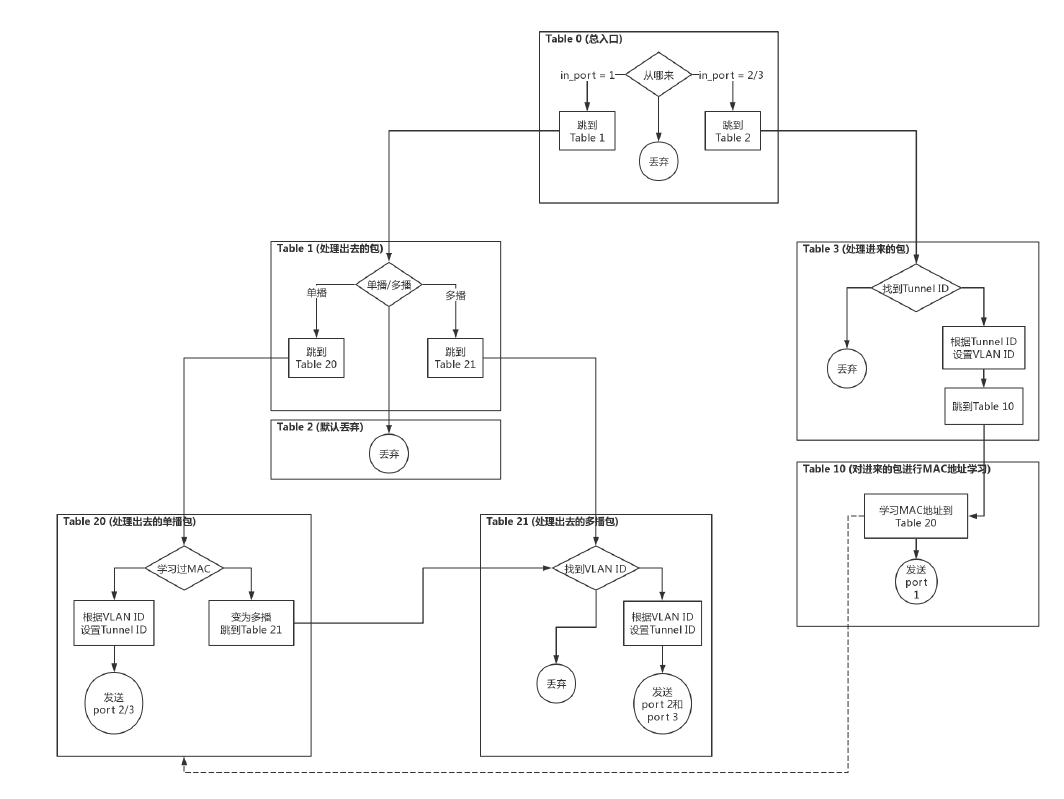 Table 0 (总入口)
in_port = 1
从哪来
in_port = 2/3
跳到
Table 1
跳到
Table 2
丢弃
Table 1 (处理出去的包)
单播/多播
单播
多播
跳到
Table 20
跳到
Table 21
Table 2 (默认丢弃)
丢弃
Table 3 (处理进来的包)
找到Tunnel ID
丢弃
根据Tunnel ID
设置VLAN ID
跳到Table 10
Table 10 (对进来的包进行MAC地址学习)
学习MAC地址到
Table 20
发送
port
1
Table 20 (处理出去的单播包)
学习过MAC
根据VLAN ID
设置Tunnel ID
变为多播
跳到Table 21
发送
port 2/3
Table 21 (处理出去的多播包)
找到VLAN ID
丢弃
根据VLAN ID
设置Tunnel ID
发送
port 2和
port 3